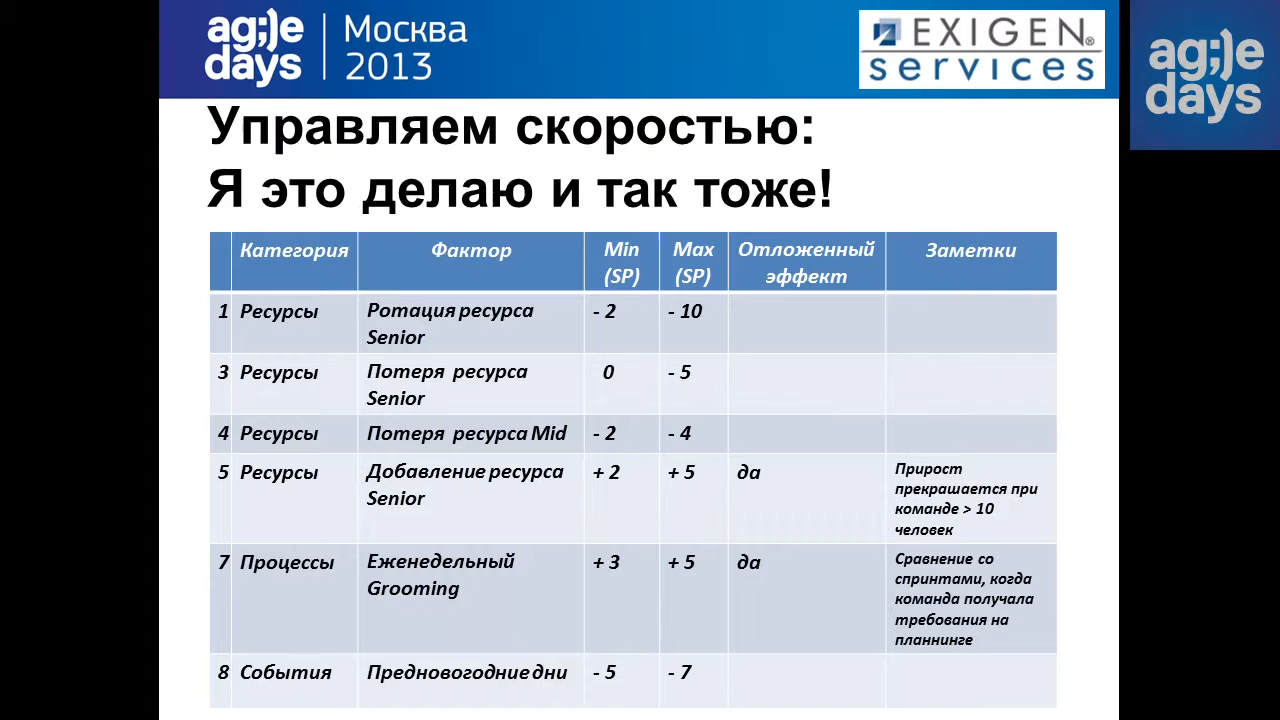 ag;)e days
Москва
2013
EXIGEN®
services
ag;)e
days
Управляем скоростью:
Я это делаю и так тоже!
Категория Фактор Min (SP) Max (SP) Отложенный эффект Заметки
1 Ресурсы Ротация ресурса Senior - 2 - 10
3 Ресурсы Потеря ресурса Senior 0 - 5
4 Ресурсы Потеря ресурса Mid - 2 - 4
5 Ресурсы Добавление ресурса Senior + 2 + 5 да Прирост прекращается при команде > 10 человек
7 Процессы Еженедельный Grooming + 3 + 5 да Сравнение со спринтами, когда команда получала требования на планнинге
8 События Предновогодние дни - 5 - 7